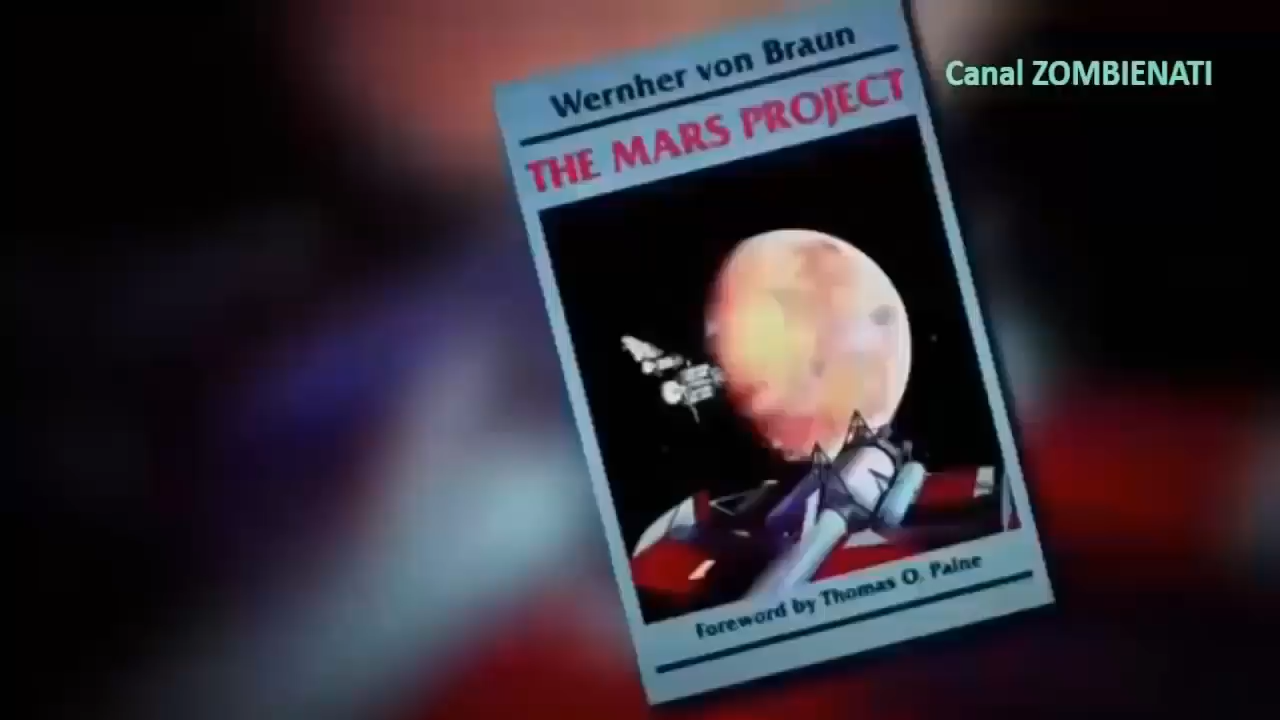 Wernher von Braun
Canal ZOMBIENATI
THE MARS PROJECT
Foreword by Thomas O. Paine